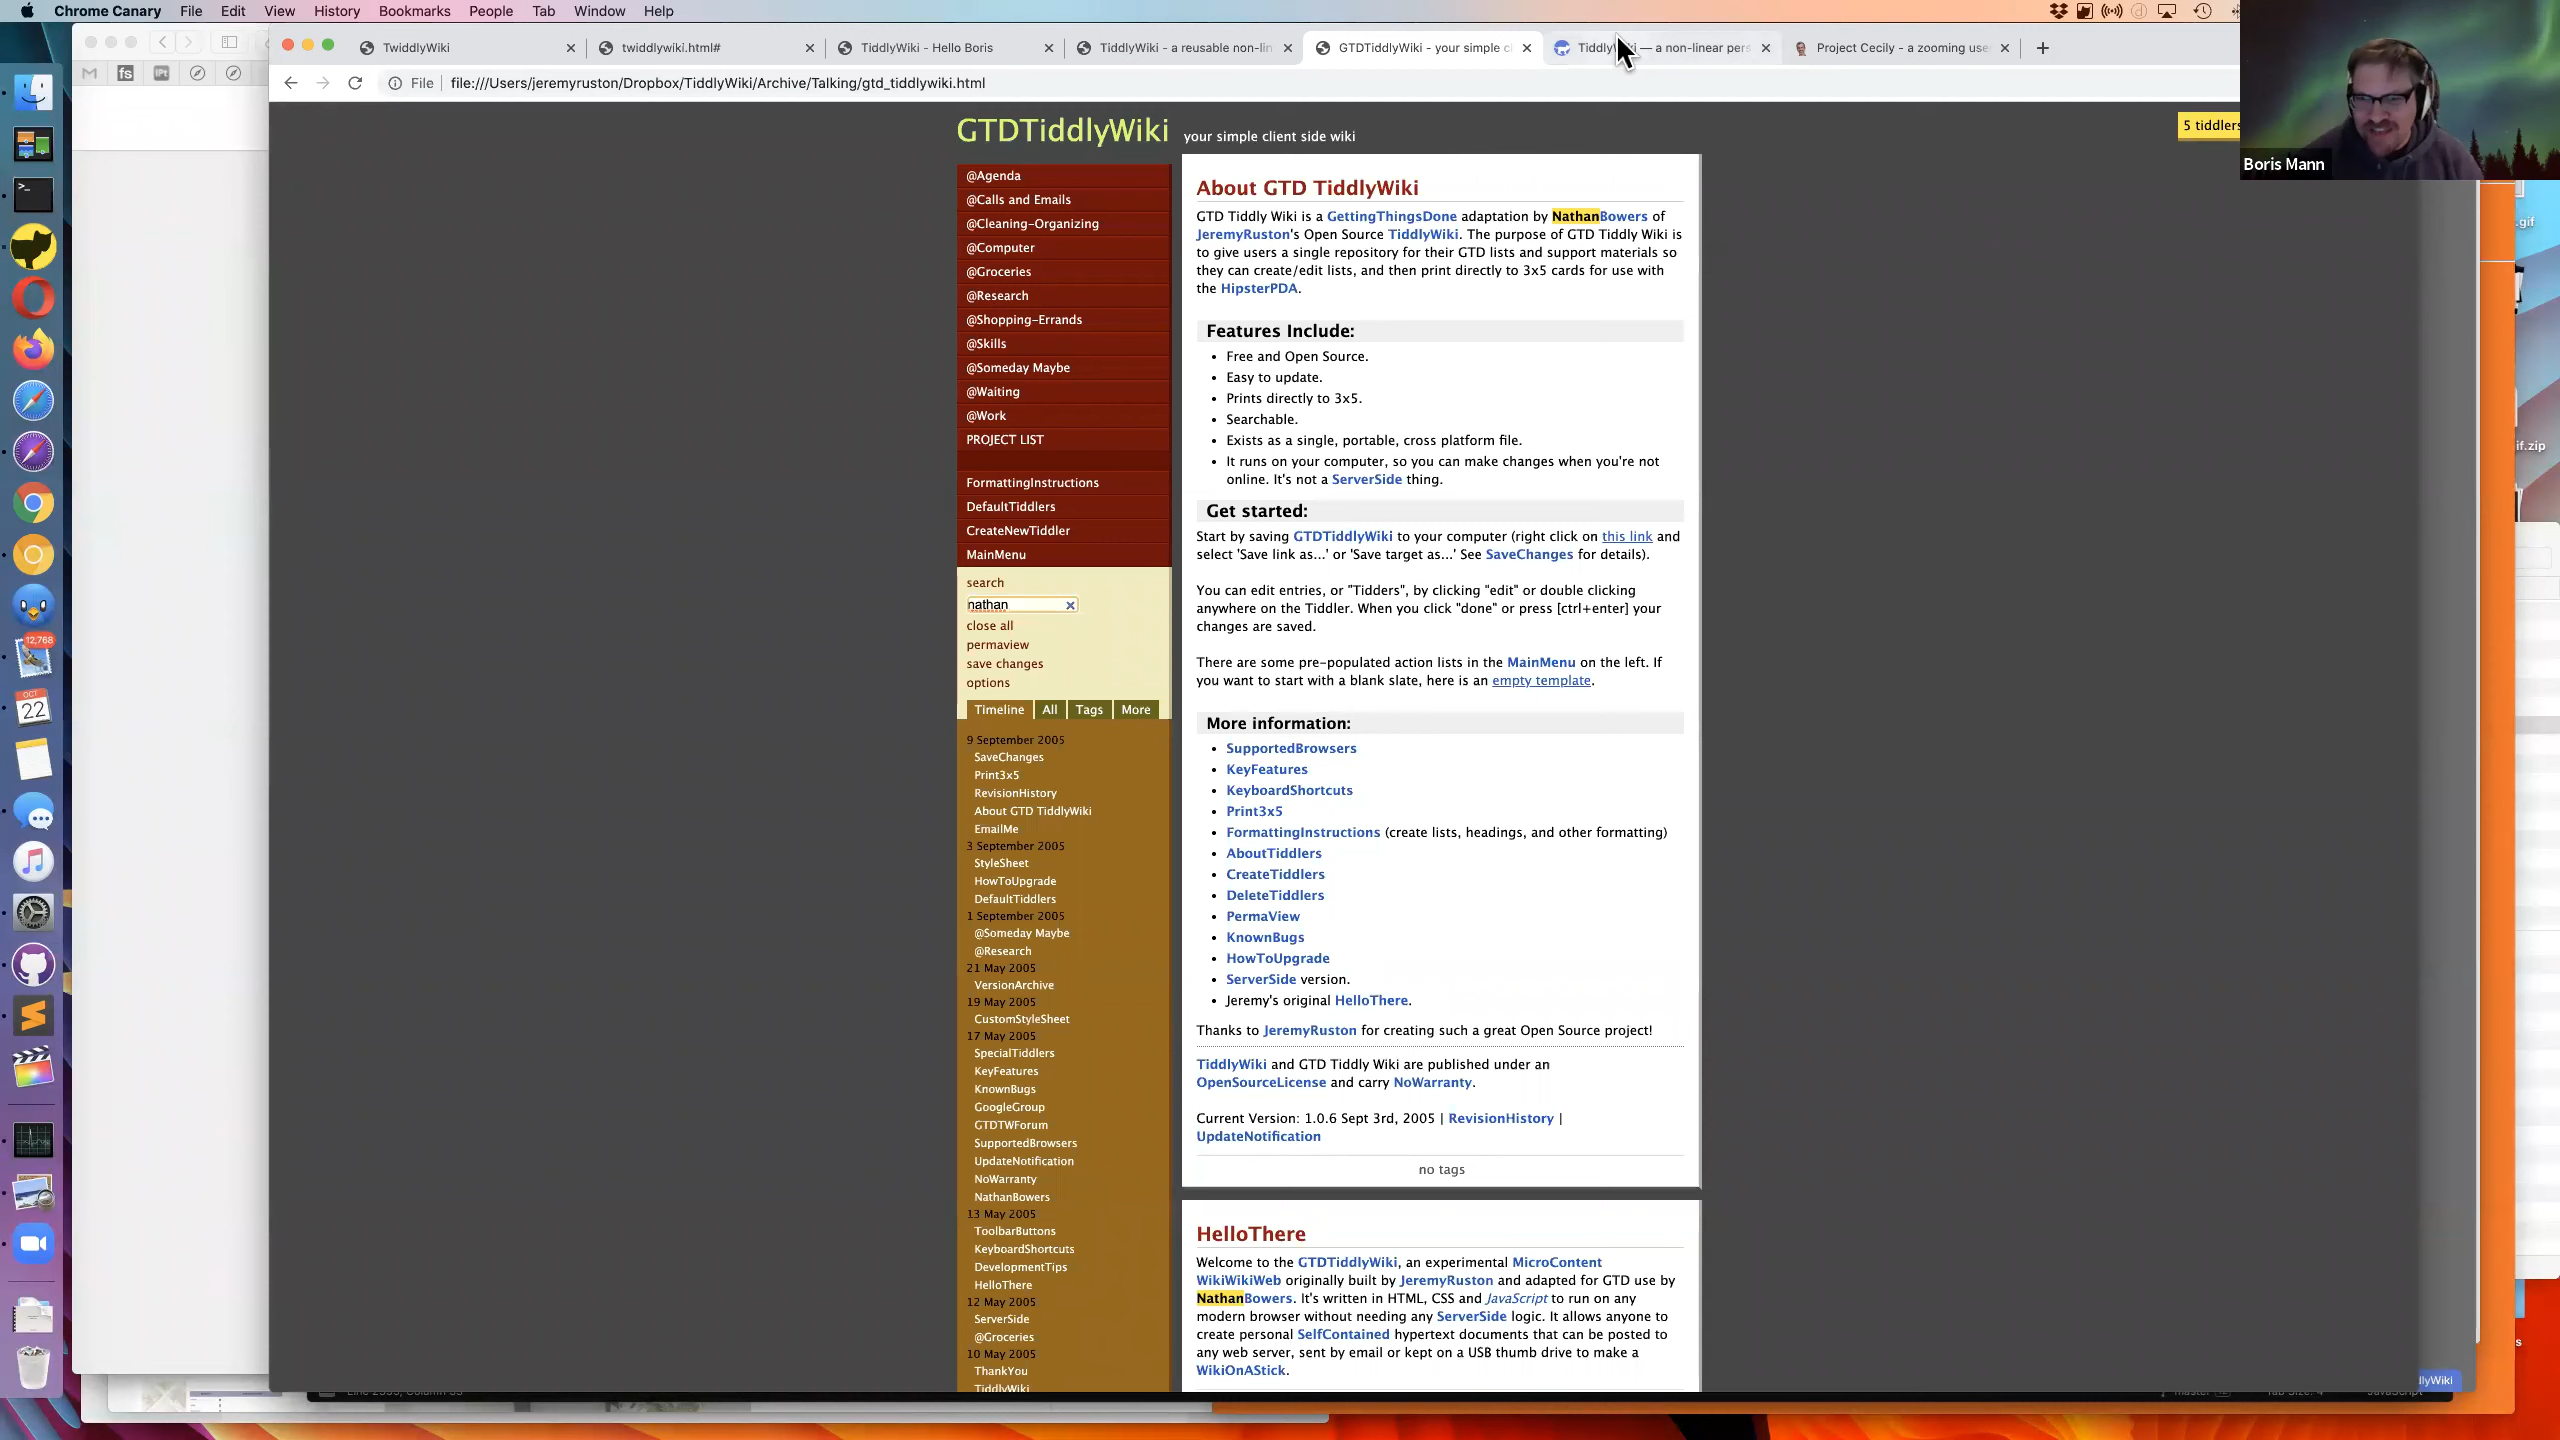 Chrome Canary File Edit View History Bookmarks People Tab Window Help
TwiddlyWiki
twiddlywiki.html#
TiddlyWiki - Hello Boris
TiddlyWiki - a reusable non-lin
GTDTiddlyWiki - your simple cl
— a non-linear pers
Project Cecily - a zooming use
File file:///Users/jeremyruston/Dropbox/TiddlyWiki/Archive/Talking/gtd_tiddlywiki.html
GTDTiddlyWiki your simple client side wiki
5 tiddlers
Boris Mann
.gif
if.zip
12,768
OCT
22
@Agenda
@Calls and Emails
@Cleaning-Organizing
@Computer
@Groceries
@Research
@Shopping-Errands
@Skills
@Someday Maybe
@Waiting
@Work
PROJECT LIST
FormattingInstructions
DefaultTiddlers
CreateNewTiddler
MainMenu
search
nathan
close all
permaview
save changes
options
Timeline All Tags More
9 September 2005
SaveChanges
Print3x5
RevisionHistory
About GTD TiddlyWiki
EmailMe
3 September 2005
StyleSheet
HowToUpgrade
DefaultTiddlers
1 September 2005
@Someday Maybe
@Research
21 May 2005
VersionArchive
19 May 2005
CustomStyleSheet
17 May 2005
SpecialTiddlers
KeyFeatures
KnownBugs
GoogleGroup
GTDTWForum
SupportedBrowsers
UpdateNotification
NoWarranty
NathanBowers
13 May 2005
ToolbarButtons
KeyboardShortcuts
DevelopmentTips
HelloThere
12 May 2005
ServerSide
@Groceries
10 May 2005
ThankYou
TiddlyWiki
About GTD TiddlyWiki
GTD Tiddly Wiki is a GettingThingsDone adaptation by NathanBowers of
JeremyRuston's Open Source TiddlyWiki. The purpose of GTD Tiddly Wiki is
to give users a single repository for their GTD lists and support materials so
they can create/edit lists, and then print directly to 3x5 cards for use with
the HipsterPDA.
Features Include:
• Free and Open Source.
• Easy to update.
• Prints directly to 3x5.
• Searchable.
• Exists as a single, portable, cross platform file.
• It runs on your computer, so you can make changes when you're not
online. It's not a ServerSide thing.
Get started:
Start by saving GTDTiddlyWiki to your computer (right click on this link and
select 'Save link as...' or 'Save target as...' See SaveChanges for details).
You can edit entries, or "Tidders", by clicking "edit" or double clicking
anywhere on the Tiddler. When you click "done" or press [ctrl+enter] your
changes are saved.
There are some pre-populated action lists in the MainMenu on the left. If
you want to start with a blank slate, here is an empty template.
More information:
• SupportedBrowsers
• KeyFeatures
• KeyboardShortcuts
• Print3x5
• FormattingInstructions (create lists, headings, and other formatting)
• AboutTiddlers
• CreateTiddlers
• DeleteTiddlers
• PermaView
• KnownBugs
• HowToUpgrade
• ServerSide version.
• Jeremy's original HelloThere.
Thanks to JeremyRuston for creating such a great Open Source project!
TiddlyWiki and GTD Tiddly Wiki are published under an
OpenSourceLicense and carry NoWarranty.
Current Version: 1.0.6 Sept 3rd, 2005 | RevisionHistory |
UpdateNotification
no tags
HelloThere
Welcome to the GTDTiddlyWiki, an experimental MicroContent
WikiWikiWeb originally built by JeremyRuston and adapted for GTD use by
NathanBowers. It's written in HTML, CSS and JavaScript to run on any
modern browser without needing any ServerSide logic. It allows anyone to
create personal SelfContained hypertext documents that can be posted to
any web server, sent by email or kept on a USB thumb drive to make a
WikiOnAStick.
lyWiki